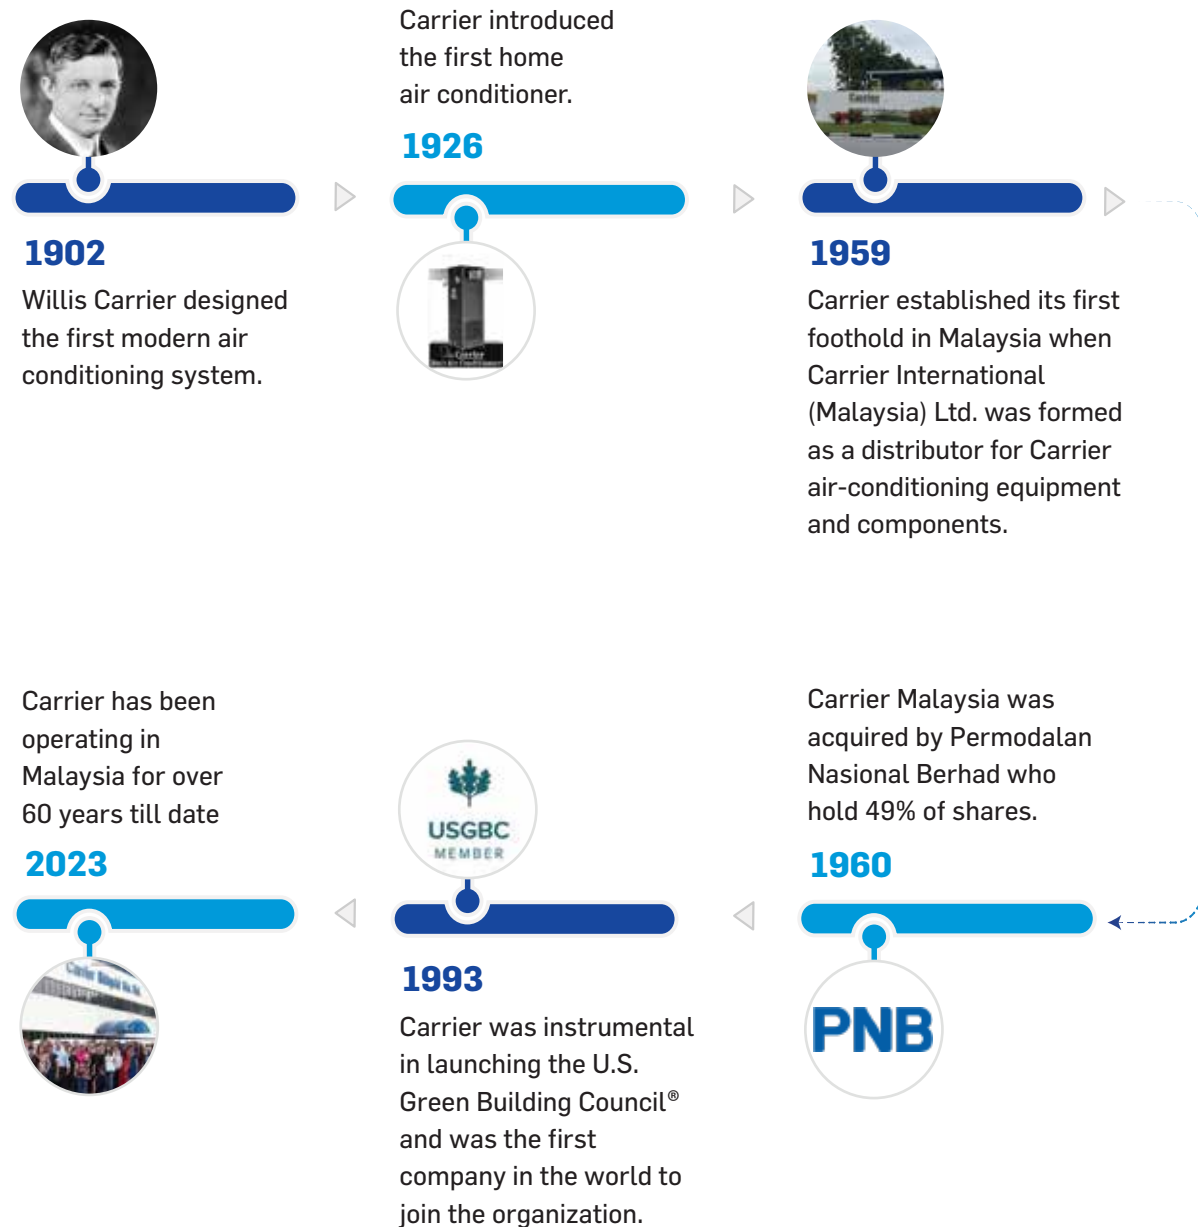 1902
Willis Carrier designed
the first modern air
conditioning system.
Carrier introduced
the first home
air conditioner.
1926
Carrier
1959
Carrier established its first
foothold in Malaysia when
Carrier International
(Malaysia) Ltd. was formed
as a distributor for Carrier
air-conditioning equipment
and components.
Carrier Malaysia was
acquired by Permodalan
Nasional Berhad who
hold 49% of shares.
1960
PNB
USGBC
MEMBER
1993
Carrier was instrumental
in launching the U.S.
Green Building Council®
and was the first
company in the world to
join the organization.
Carrier has been
operating in
Malaysia for over
60 years till date
2023